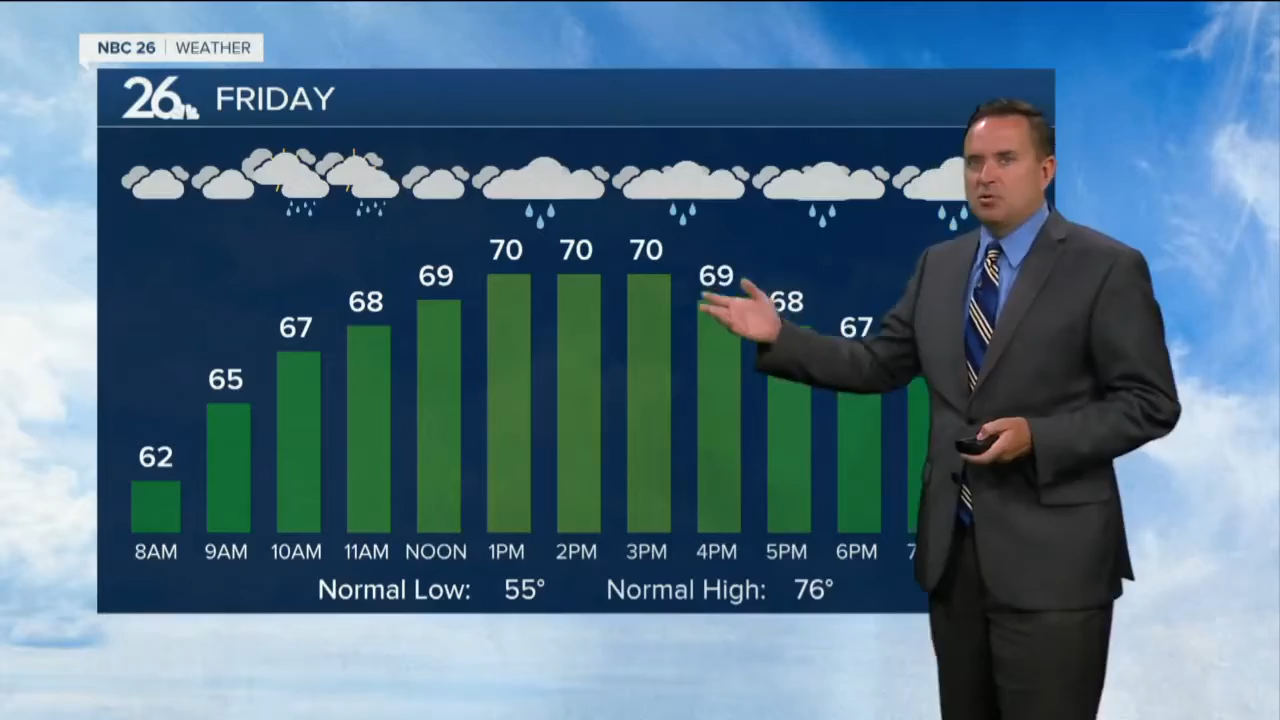 NBC 26 | WEATHER
26 FRIDAY
70 70 70
69 69
68 68
67 67
65
62
8AM 9AM 10AM 11AM NOON 1PM 2PM 3PM 4PM 5PM 6PM 7
Normal Low: 55° Normal High: 76°